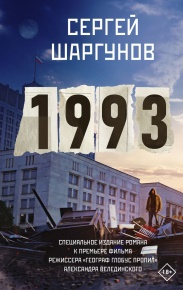 СЕРГЕЙ
ШАРГУНОВ
1993
СПЕЦИАЛЬНОЕ ИЗДАНИЕ РОМАНА
К ПРЕМЬЕРЕ ФИЛЬМА
РЕЖИССЕРА «ГЕОГРАФ ГЛОБУС ПРОПИЛ»
АЛЕКСАНДРА ВЕЛЕДИНСКОГО
18+